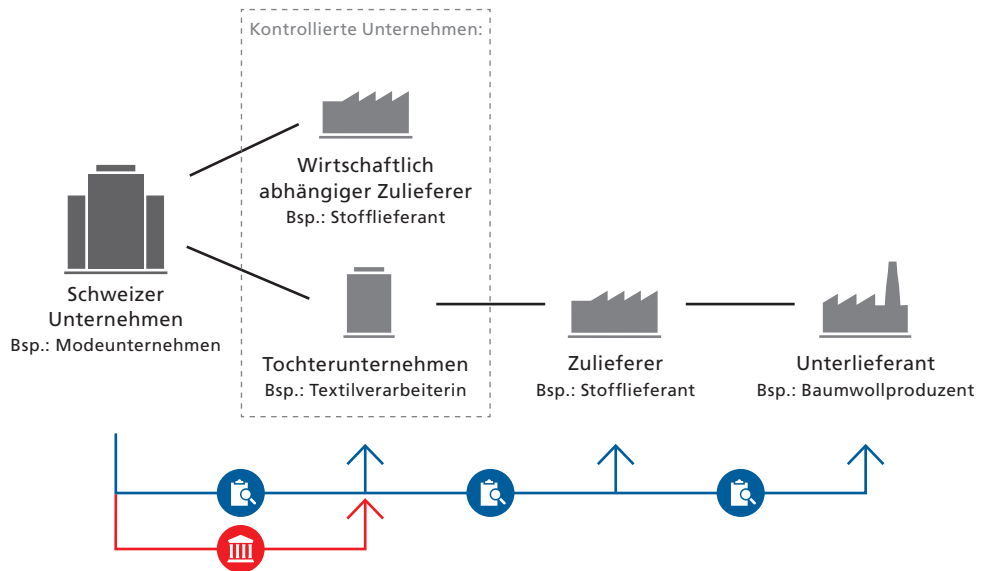 Kontrollierte Unternehmen:
Wirtschaftlich
abhängiger Zulieferer
Bsp.: Stofflieferant
Schweizer
Unternehmen
Bsp.: Modeunternehmen
Tochterunternehmen
Bsp.: Textilverarbeiterin
Zulieferer
Bsp.: Stofflieferant
Unterlieferant
Bsp.: Baumwollproduzent